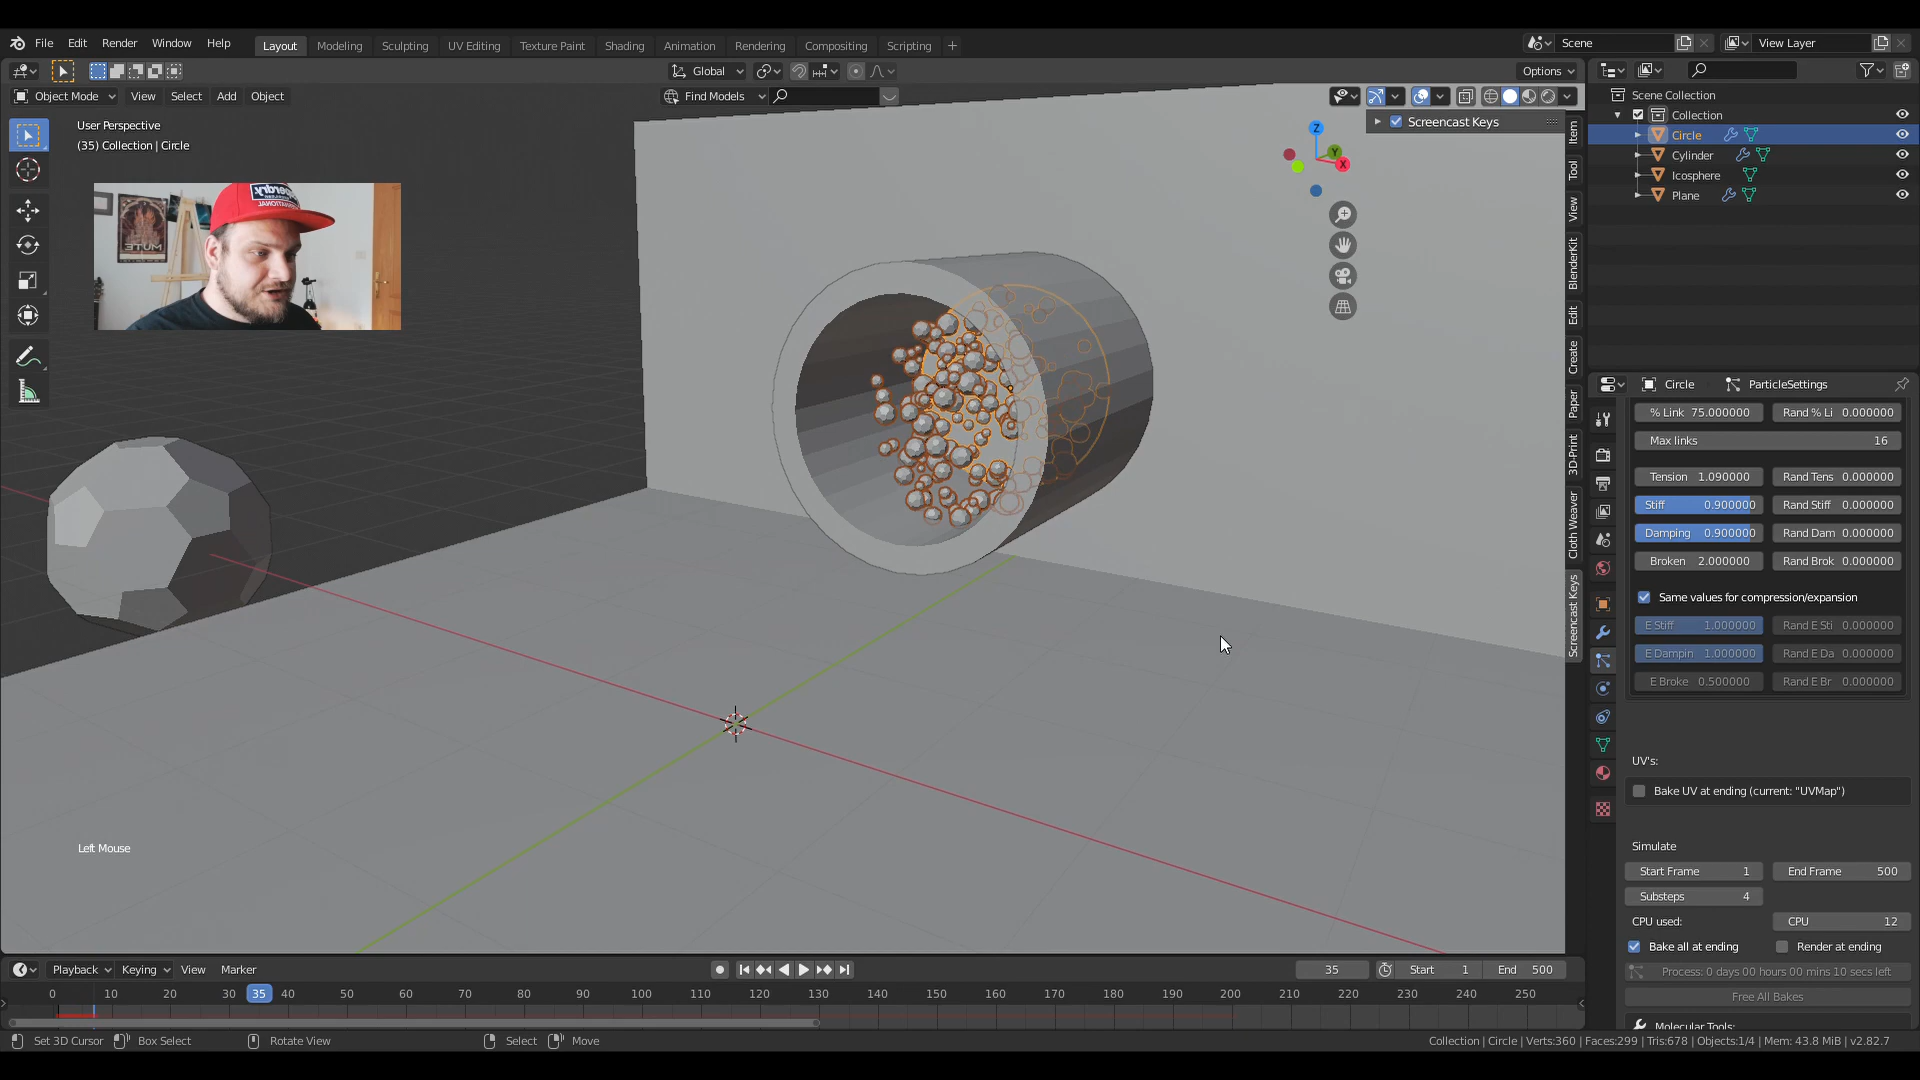 File Edit Render Window Help Layout Modeling Sculpting UV Editing Texture Paint Shading Animation Rendering Compositing Scripting + Scene View Layer
Global Options
Object Mode View Select Add Object Find Models
Scene Collection
User Perspective
(35) Collection | Circle
Screencast Keys
Z
Y
X
Collection
Circle
Cylinder
Icosphere
Plane
Item
Tool
View
BlenderKit
Edit
Create
Paper
3D-Print
Cloth Weaver
Screencast Keys
MUTE
Circle ParticleSettings
% Link 75.000000 Rand % Li 0.000000
Max links 16
Tension 1.090000 Rand Tens 0.000000
Stiff 0.900000 Rand Stiff 0.000000
Damping 0.900000 Rand Dam 0.000000
Broken 2.000000 Rand Brok 0.000000
Same values for compression/expansion
E Stiff 1.000000 Rand E Sti 0.000000
E Dampin 1.000000 Rand E Da 0.000000
E Broke 0.500000 Rand E Br 0.000000
UV's:
Bake UV at ending (current: "UVMap")
Left Mouse
Simulate
Start Frame 1 End Frame 500
Substeps 4
CPU used: CPU 12
Bake all at ending Render at ending
Process: 0 days 00 hours 00 mins 10 secs left
Free All Bakes
Molecular Tools:
Playback Keying View Marker 35 Start 1 End 500
0 10 20 30 35 40 50 60 70 80 90 100 110 120 130 140 150 160 170 180 190 200 210 220 230 240 250
Set 3D Cursor Box Select Rotate View Select Move Collection | Circle | Verts:360 | Faces:299 | Tris:678 | Objects:1/4 | Mem: 43.8 MiB | v2.82.7